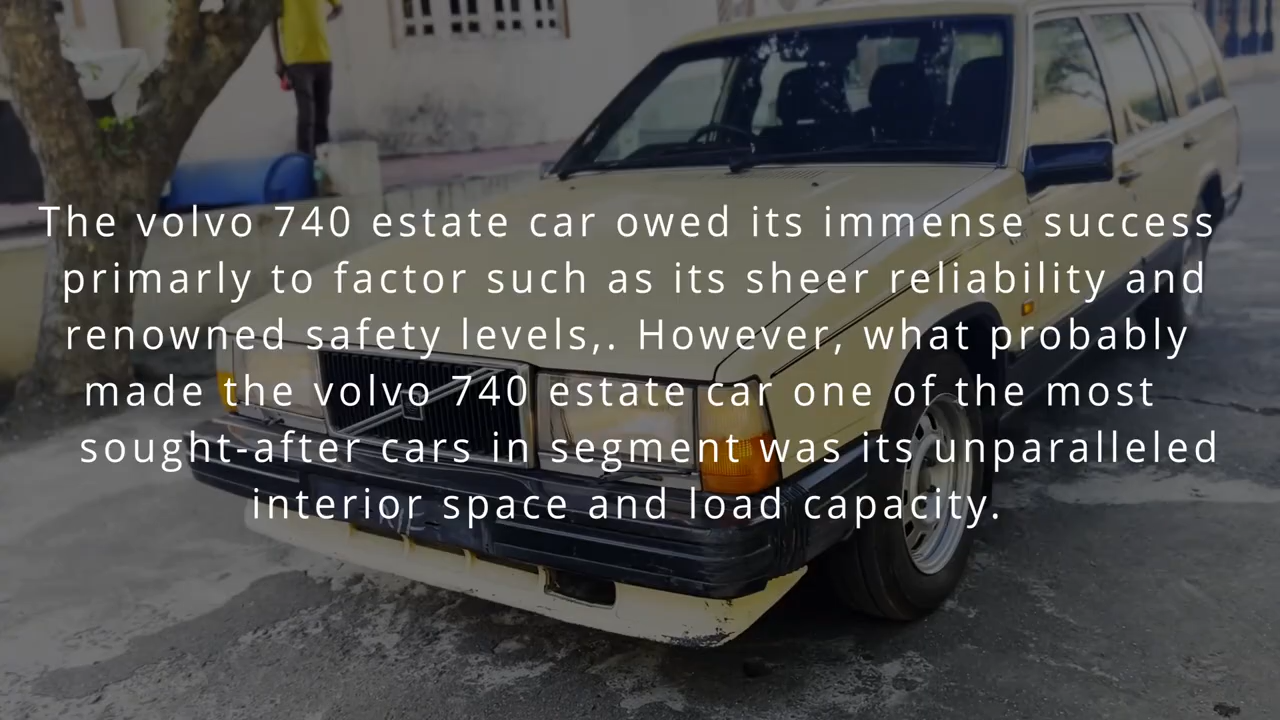 The volvo 740 estate car owed its immense success
primarly to factor such as its sheer reliability and
renowned safety levels,. However, what probably
made the volvo 740 estate car one of the most
sought-after cars in segment was its unparalleled
interior space and load capacity.